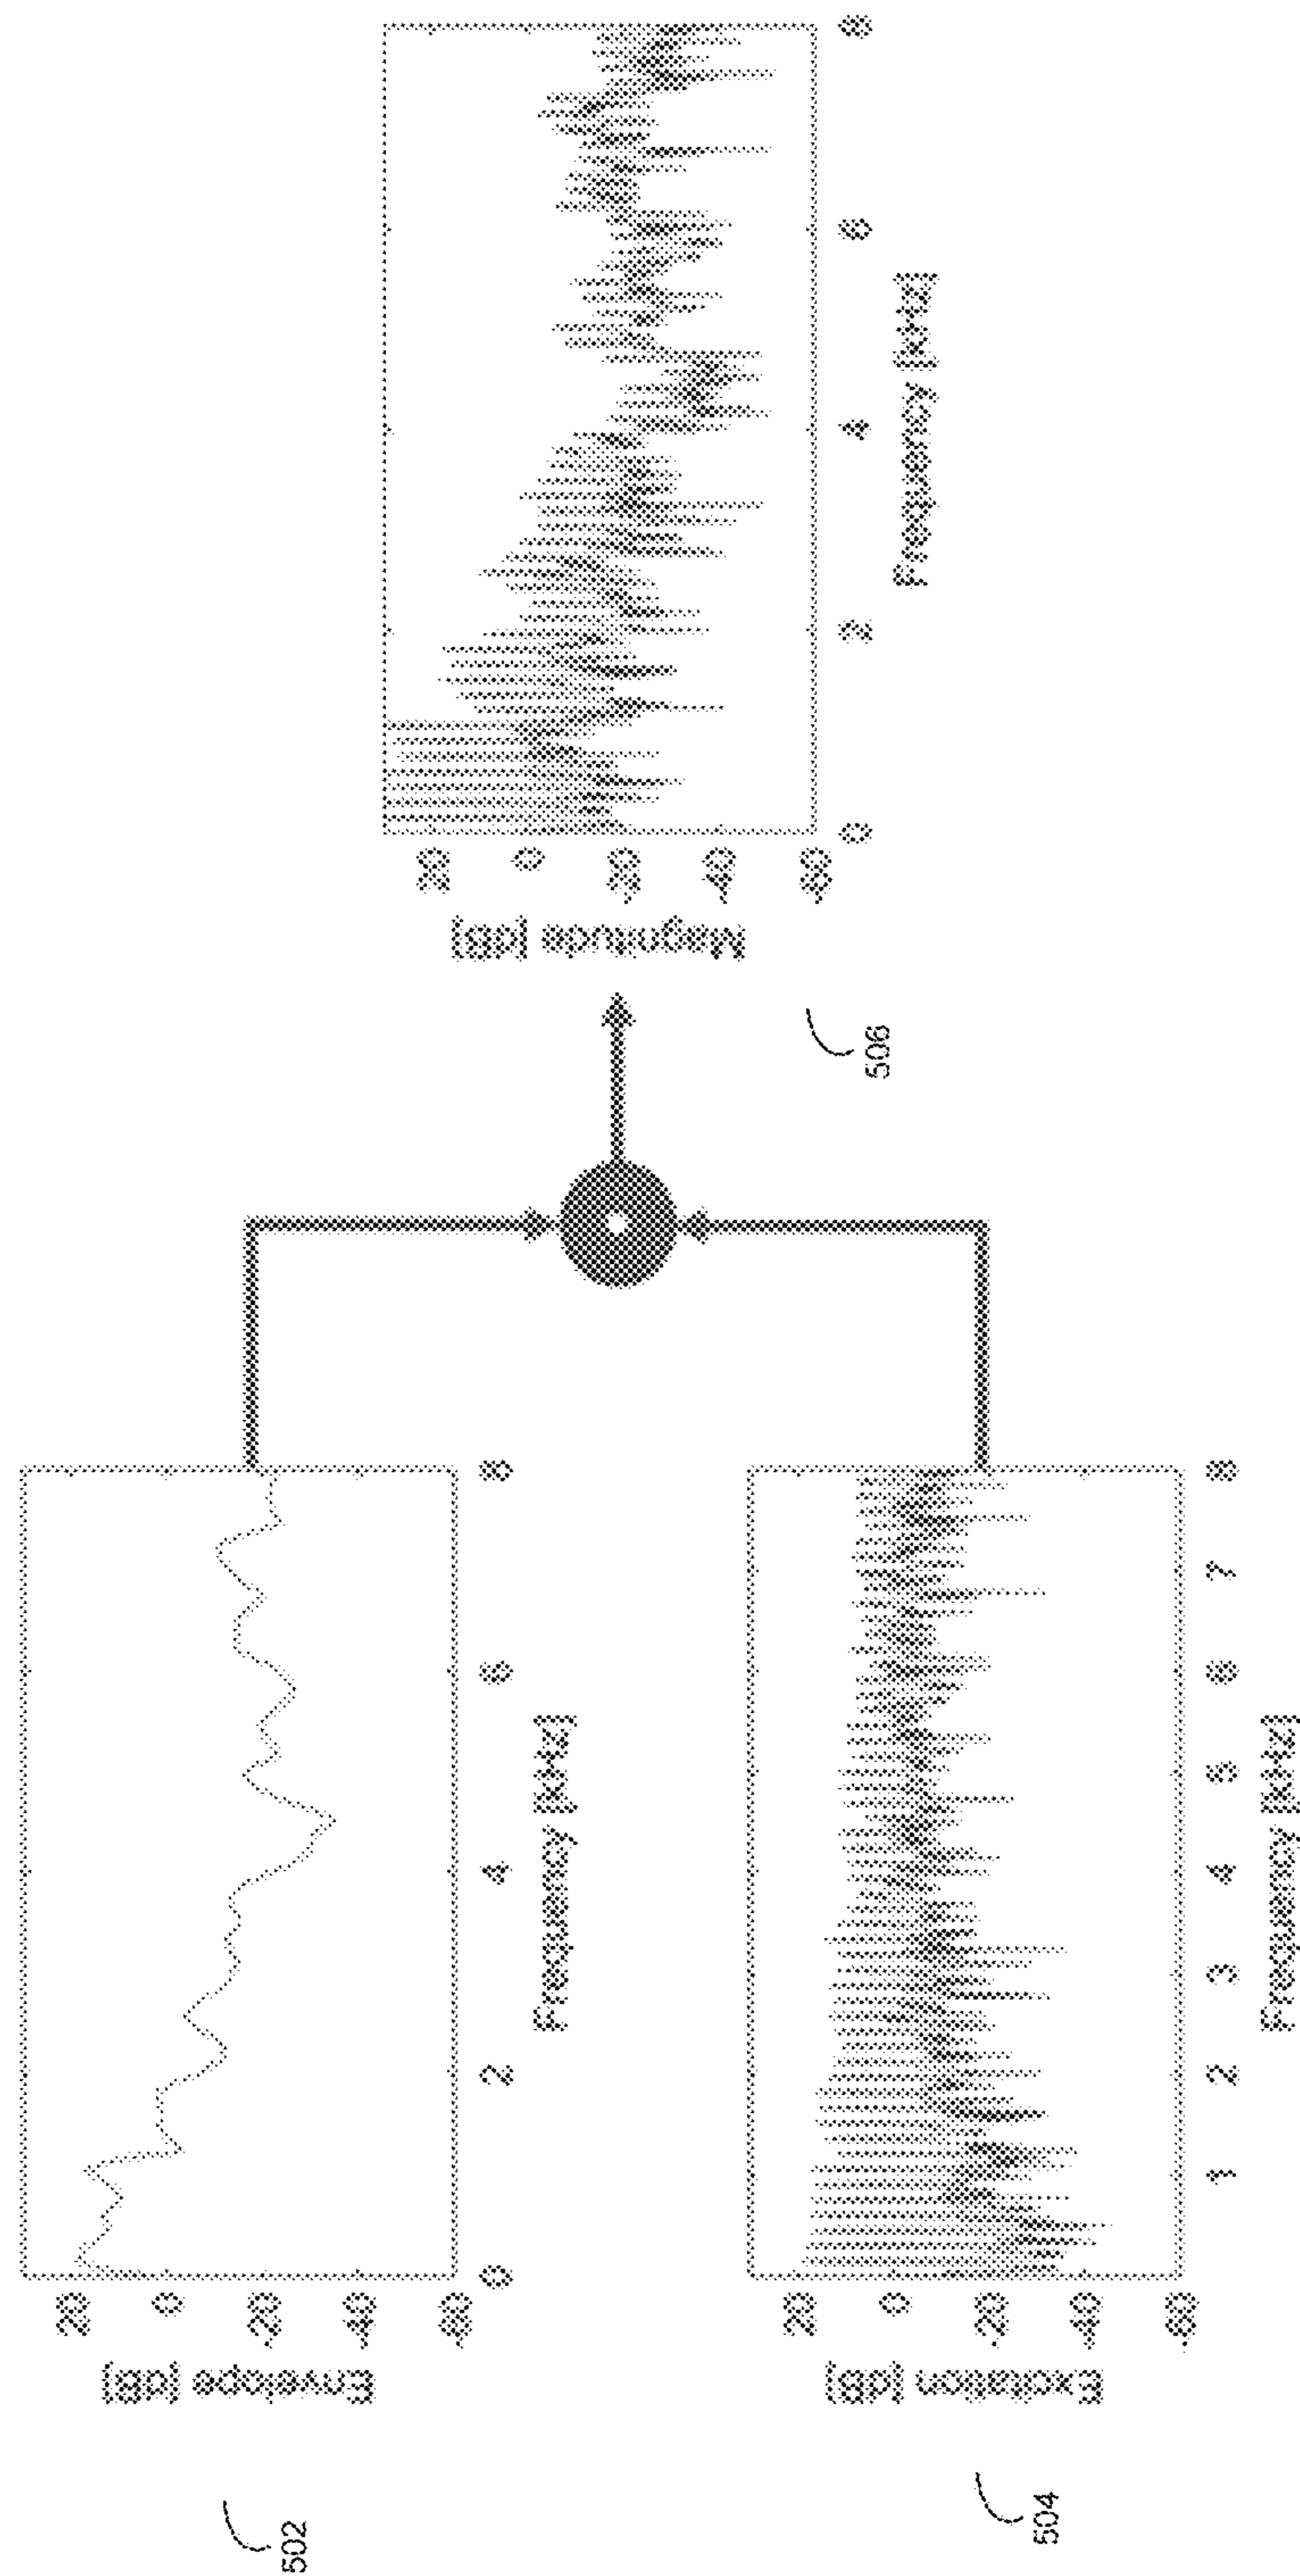 502
Envelope [dB]
20
0
-20
-40
-60
0 2 4 6 8
Frequency [kHz]
504
Excitation [dB]
20
0
-20
-40
-60
1 2 3 4 5 6 7 8
Frequency [kHz]
506
Magnitude [dB]
20
0
-20
-40
-60
0 2 4 6 8
Frequency [kHz]